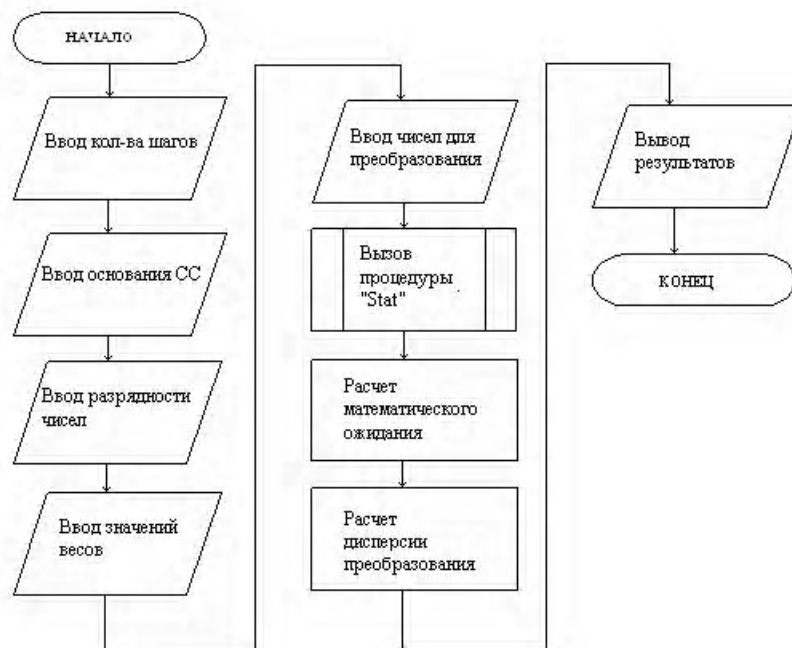 НАЧАЛО
Ввод кол-ва шагов
Ввод основания СС
Ввод разрядности
чисел
Ввод значений
весов
Ввод чисел для
преобразования
Вызов
процедуры
"Stat"
Расчет
математического
ожидания
Расчет
дисперсии
преобразования
Вывод
результатов
КОНЕЦ